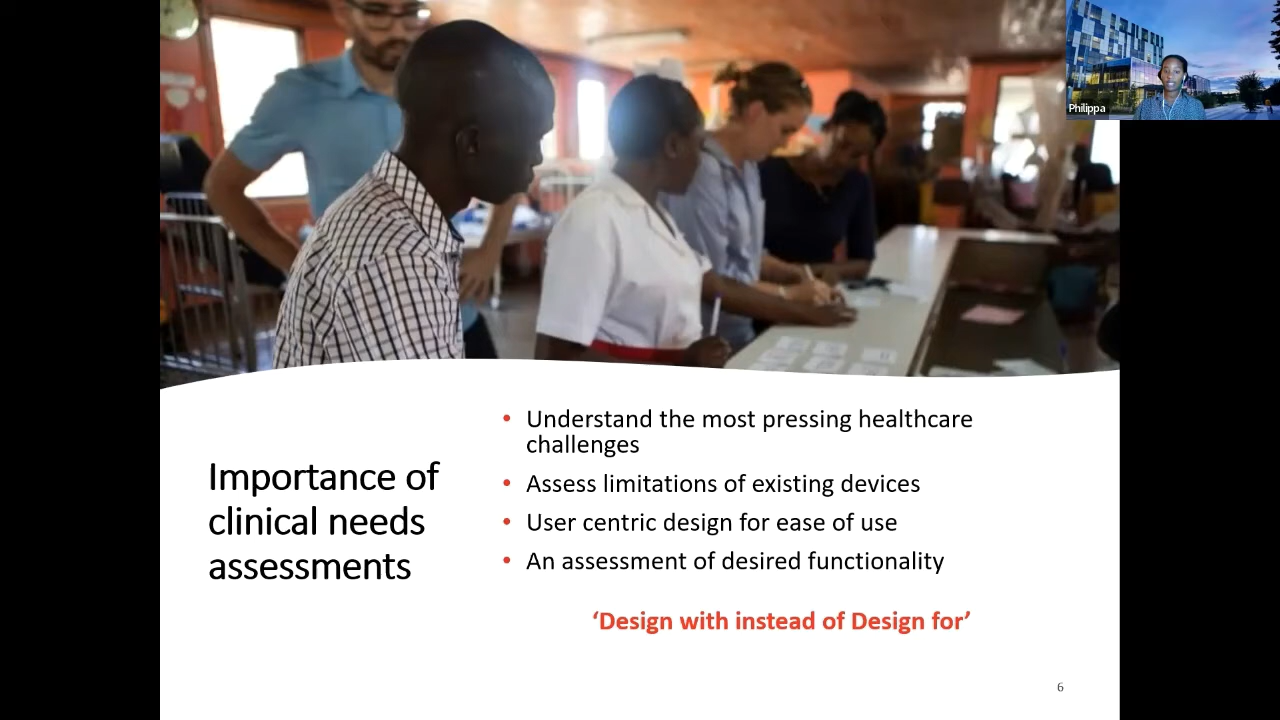 Philippa
Importance of
clinical needs
assessments
• Understand the most pressing healthcare
challenges
• Assess limitations of existing devices
• User centric design for ease of use
• An assessment of desired functionality
‘Design with instead of Design for’
6